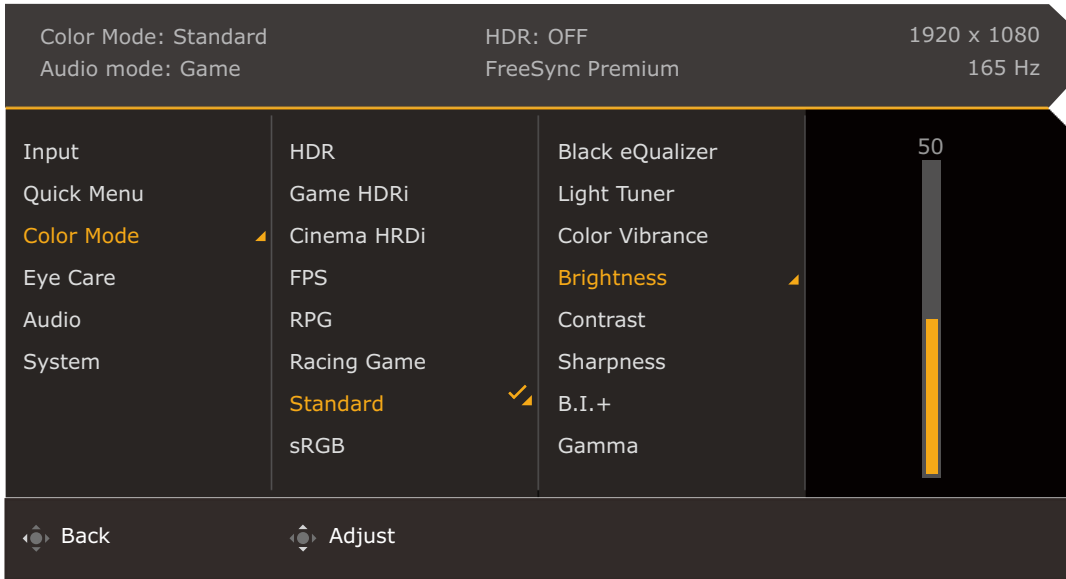 Color Mode: Standard
Audio mode: Game
HDR: OFF
FreeSync Premium
1920 x 1080
165 Hz
Input
Quick Menu
Color Mode
Eye Care
Audio
System
HDR
Game HDRi
Cinema HRDi
FPS
RPG
Racing Game
Standard
sRGB
Black eQualizer
Light Tuner
Color Vibrance
Brightness
Contrast
Sharpness
B.I.+
Gamma
50
Back
Adjust